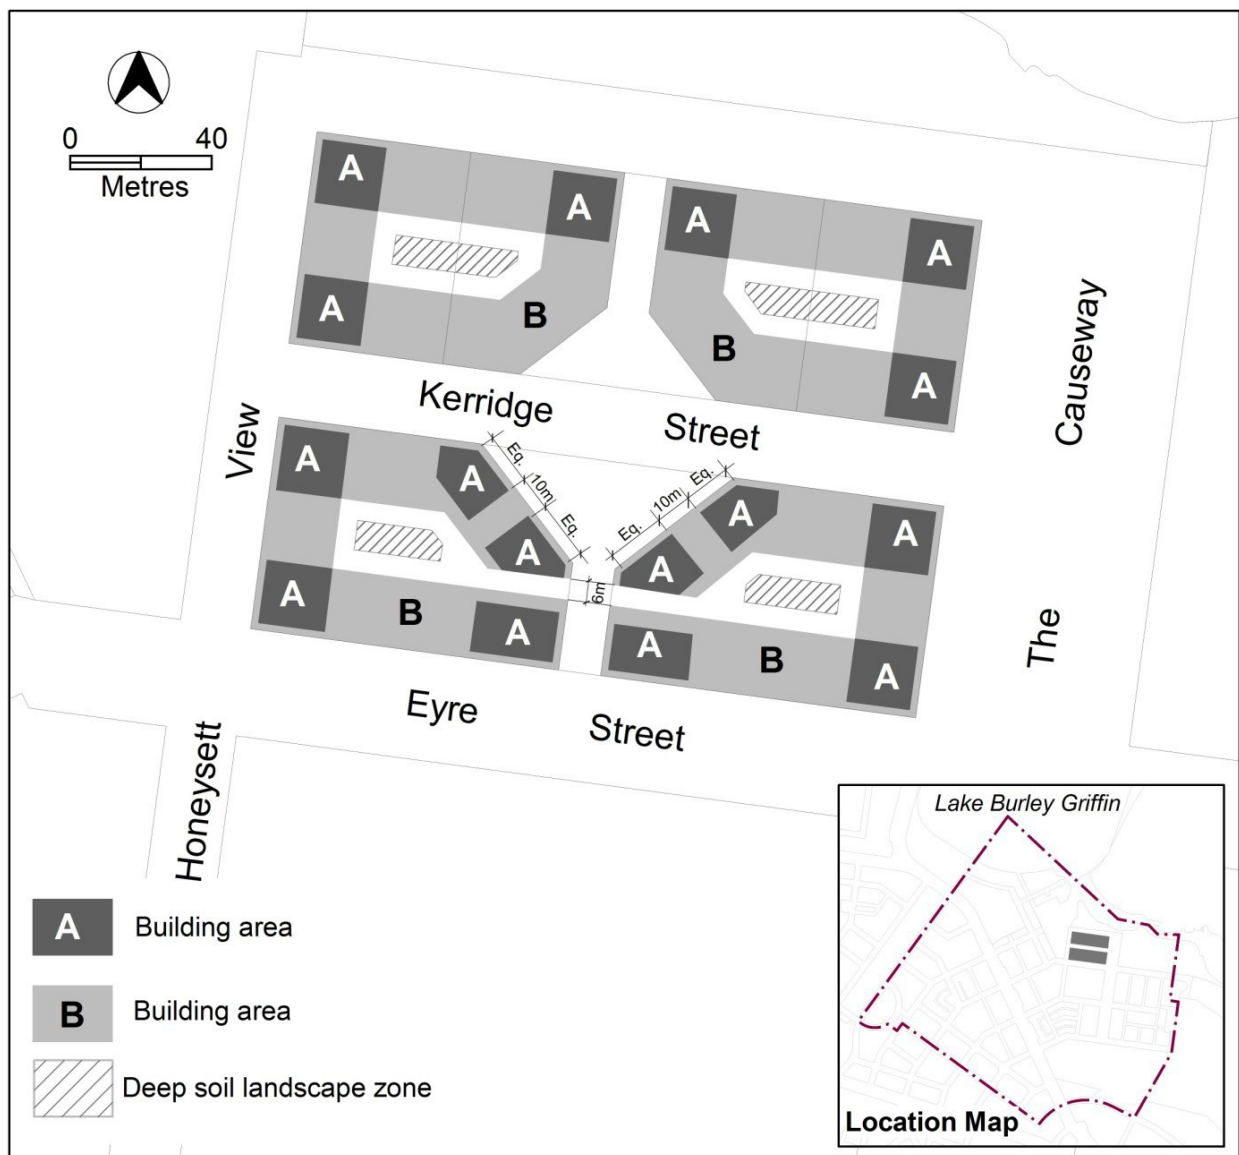 0 40
Metres
A
A
A
B
A
A
A
B
Kerridge Street
View
Causeway
Eq.
10m
Eq.
Eq.
10m
Eq.
A
A
A
A
B
A
6m
A
A
A
A
B
A
The
Eyre Street
Honeysett
A Building area
B Building area
Deep soil landscape zone
Lake Burley Griffin
Location Map